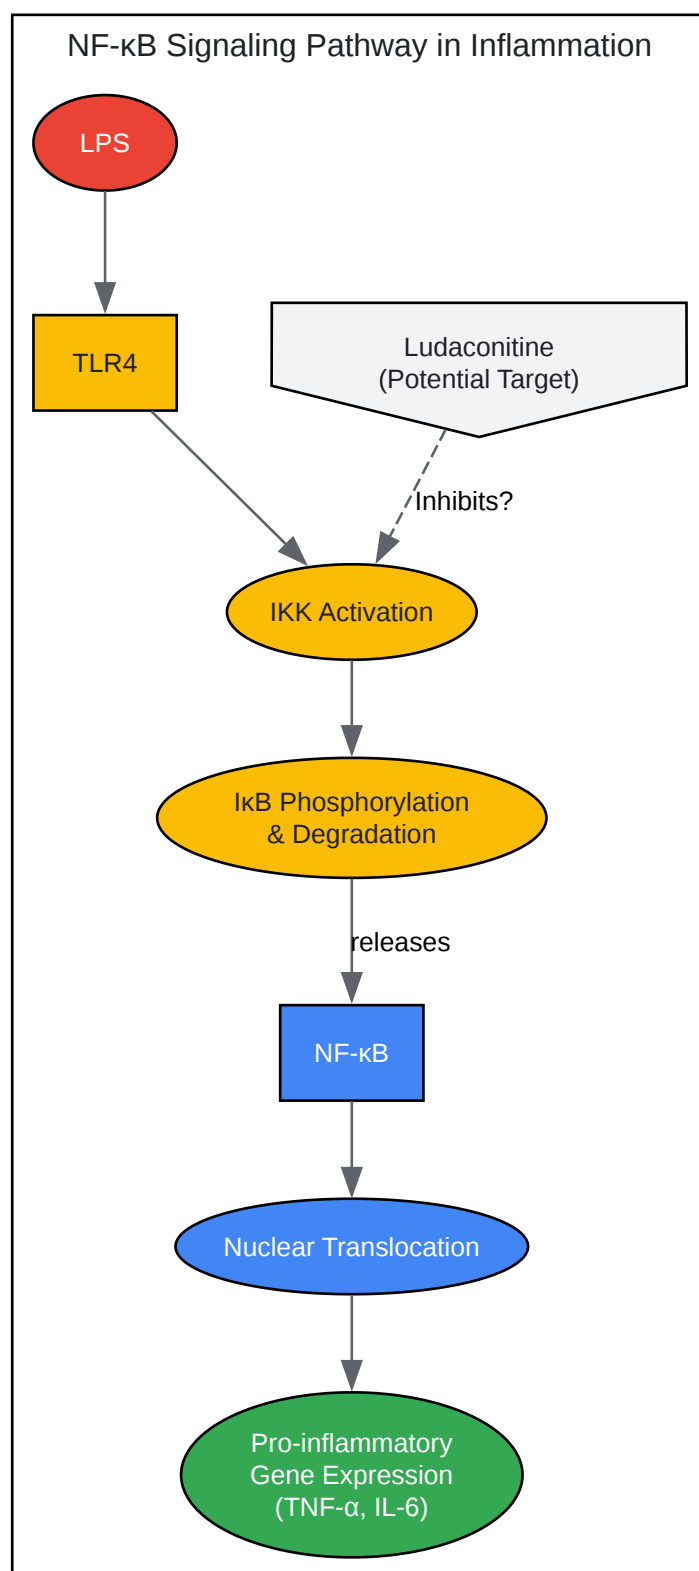 NF-κB Signaling Pathway in Inflammation
LPS
TLR4
Ludaconitine
(Potential Target)
Inhibits?
IKK Activation
IκB Phosphorylation
& Degradation
releases
NF-κB
Nuclear Translocation
Pro-inflammatory
Gene Expression
(TNF-α, IL-6)